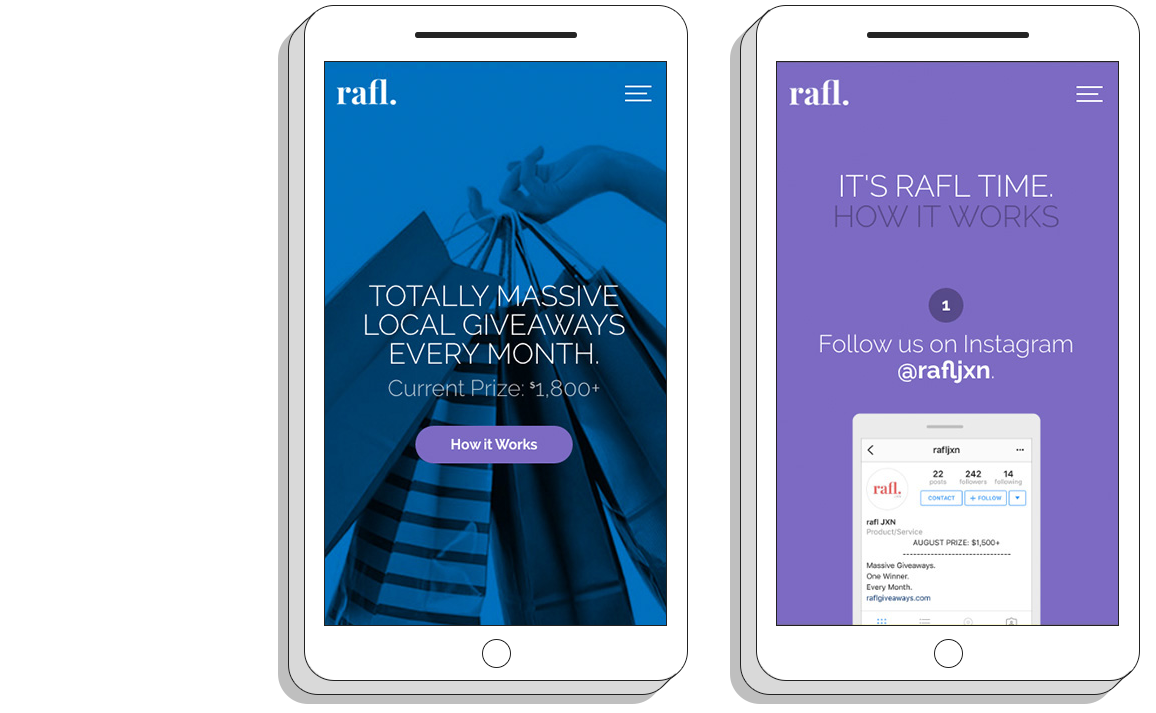 rafl.
TOTALLY MASSIVE
LOCAL GIVEAWAYS
EVERY MONTH.
Current Prize: $1,800+
How it Works
rafl.
IT'S RAFL TIME.
HOW IT WORKS
1
Follow us on Instagram
@rafljxn.
rafljxn
22 242 14
posts followers following
rafl.
CONTACT + FOLLOW
rafl JXN
Product/Service
AUGUST PRIZE: $1,500+
-------------------------------
Massive Giveaways.
One Winner.
Every Month.
raflgiveaways.com